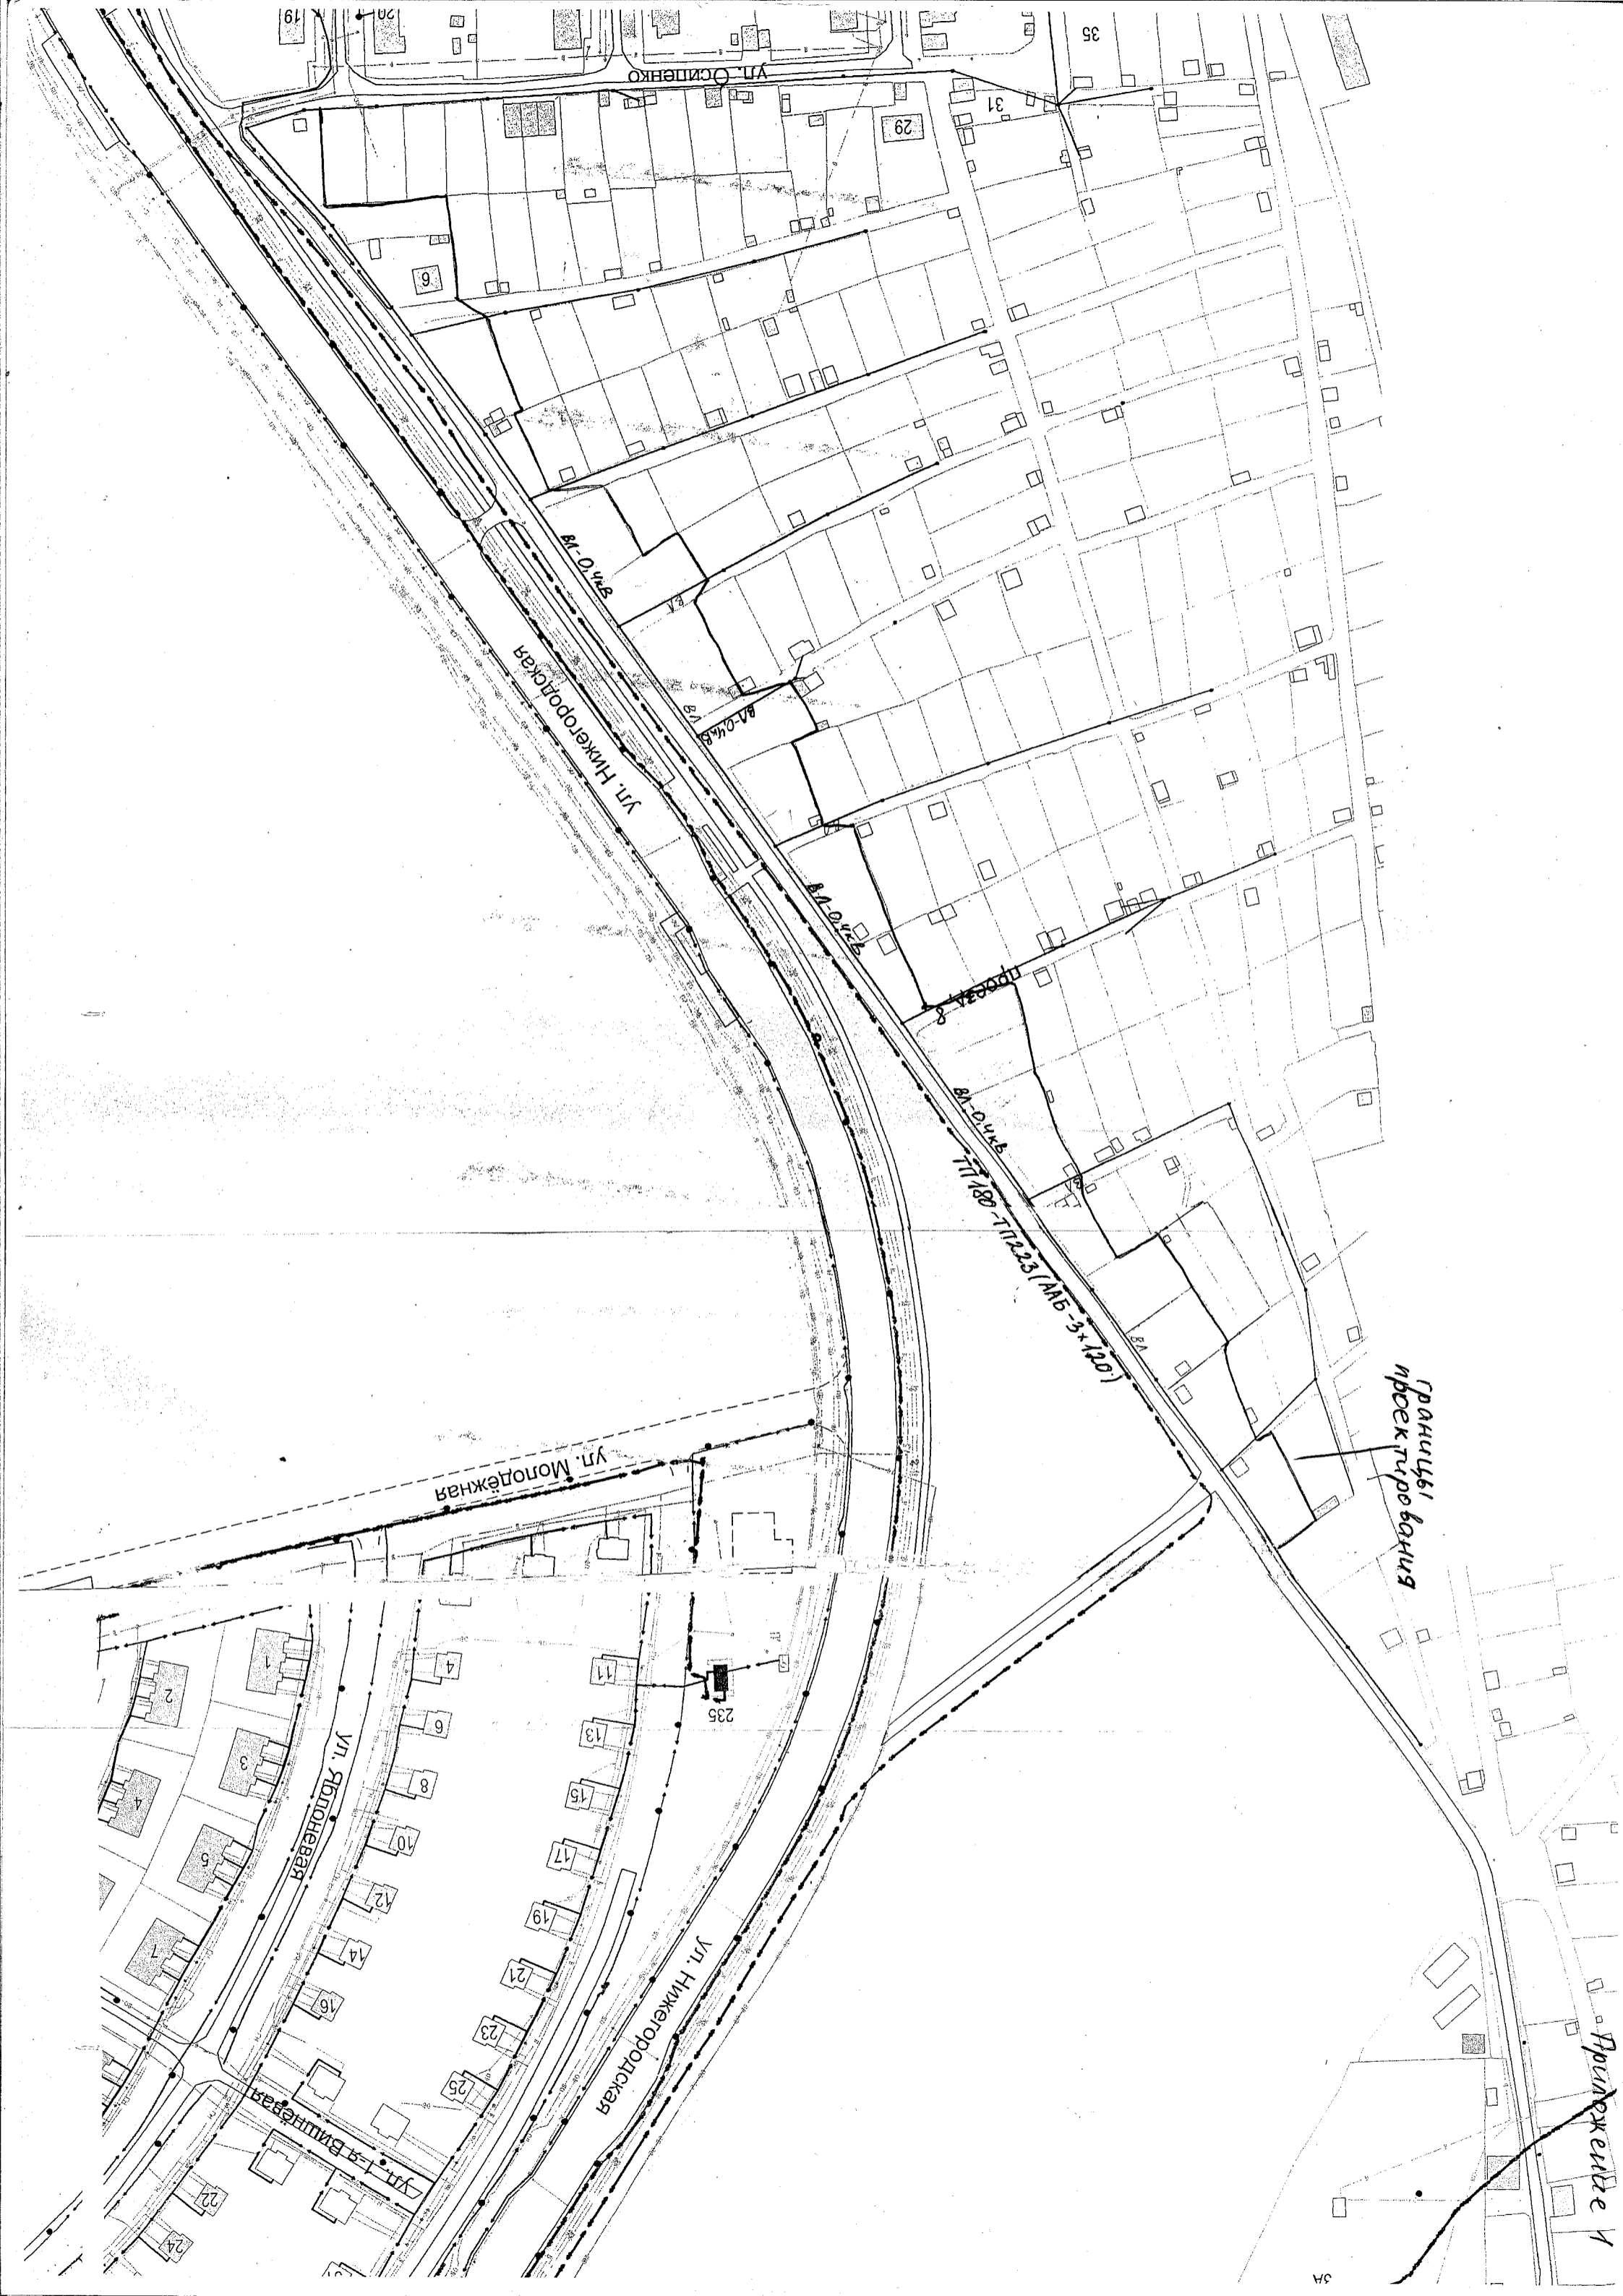 19
20
35
ул. Осипенко
31
29
6
ВЛ-0,4кВ
ВЛ
ул. Нижегородская
ВЛ
ВЛ-0,4кВ
ВЛ-0,4кВ
проезд 8
ВЛ-0,4кВ
ТП180-ТП223(ААБ-3х120)
ВЛ
границы
проектирования
ул. Молодёжная
1
2
3
4
5
7
ул. Яблоневая
4
6
8
10
12
14
16
22
24
11
13
15
17
19
21
23
25
235
ул. Нижегородская
ул. 1-я Вишнёвая
Приложение 1